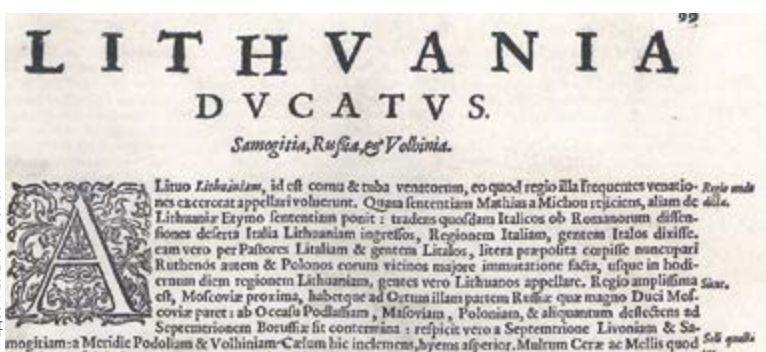 99
LITHVANIA
DVCATVS.
Samogitia, Russia, & Volhinia.
A Lituo Lithuaniam, id est cornu & tuba venatorum, eo quod regio illa frequentes venatio- Regio unde
nes exerceat appellari voluerunt. Quam sententiam Mathias a Michou rejiciens, aliam de dicta.
Lithuaniæ Etymo sententiam ponit: tradens quosdam Italicos ob Romanorum dissen-
siones deserta Italia Lithuaniam ingressos, Regionem Italiam, gentem Italos dixisse.
eam vero per Pastores Litaliam & gentem Litalos, litera præposita cœpisse nuncupari
Ruthenos autem & Polonos eorum vicinos majore immutatione facta, usque in hodi-
ernum diem regionem Lithuaniam, gentes vero Lithuanos appellare. Regio amplissima Situs.
est, Moscoviæ proxima, habetque ad Ortum illam partem Russiæ quæ magno Duci Mos-
coviæ paret: ab Occasu Podlassiam, Masoviam, Poloniam, & aliquantum deflectens ad
Septemtrionem Borussiæ fit contermina: respicit vero a Septemtrione Livoniam & Sa-
mogitiam: a Meridie Podoliam & Volhiniam. Cælum hic inclemens, hyems asperior. Multum Ceræ ac Mellis quod Soli qualitas